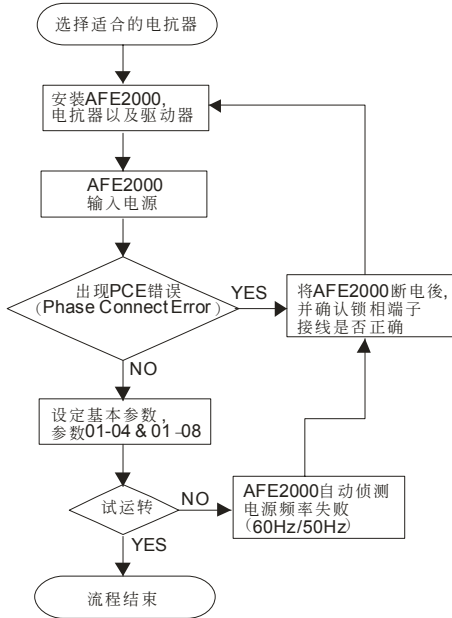 选择适合的电抗器
安装AFE2000,
电抗器以及驱动器
AFE2000
输入电源
出现PCE错误
(Phase Connect Error)
YES
将AFE2000断电後,
并确认锁相端子
接线是否正确
NO
设定基本参数,
参数01-04 & 01-08
试运转
NO
AFE2000自动侦测
电源频率失败
(60Hz/50Hz)
YES
流程结束